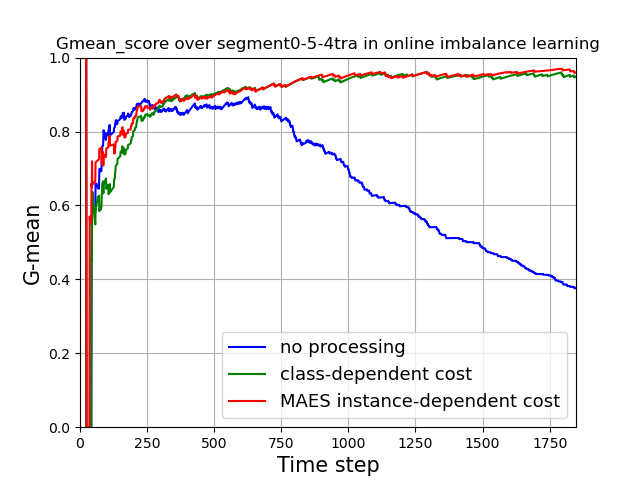 Gmean_score over segment0-5-4tra in online imbalance learning
G-mean
1.0
0.8
0.6
0.4
0.2
0.0
no processing
class-dependent cost
MAES instance-dependent cost
0 250 500 750 1000 1250 1500 1750
Time step